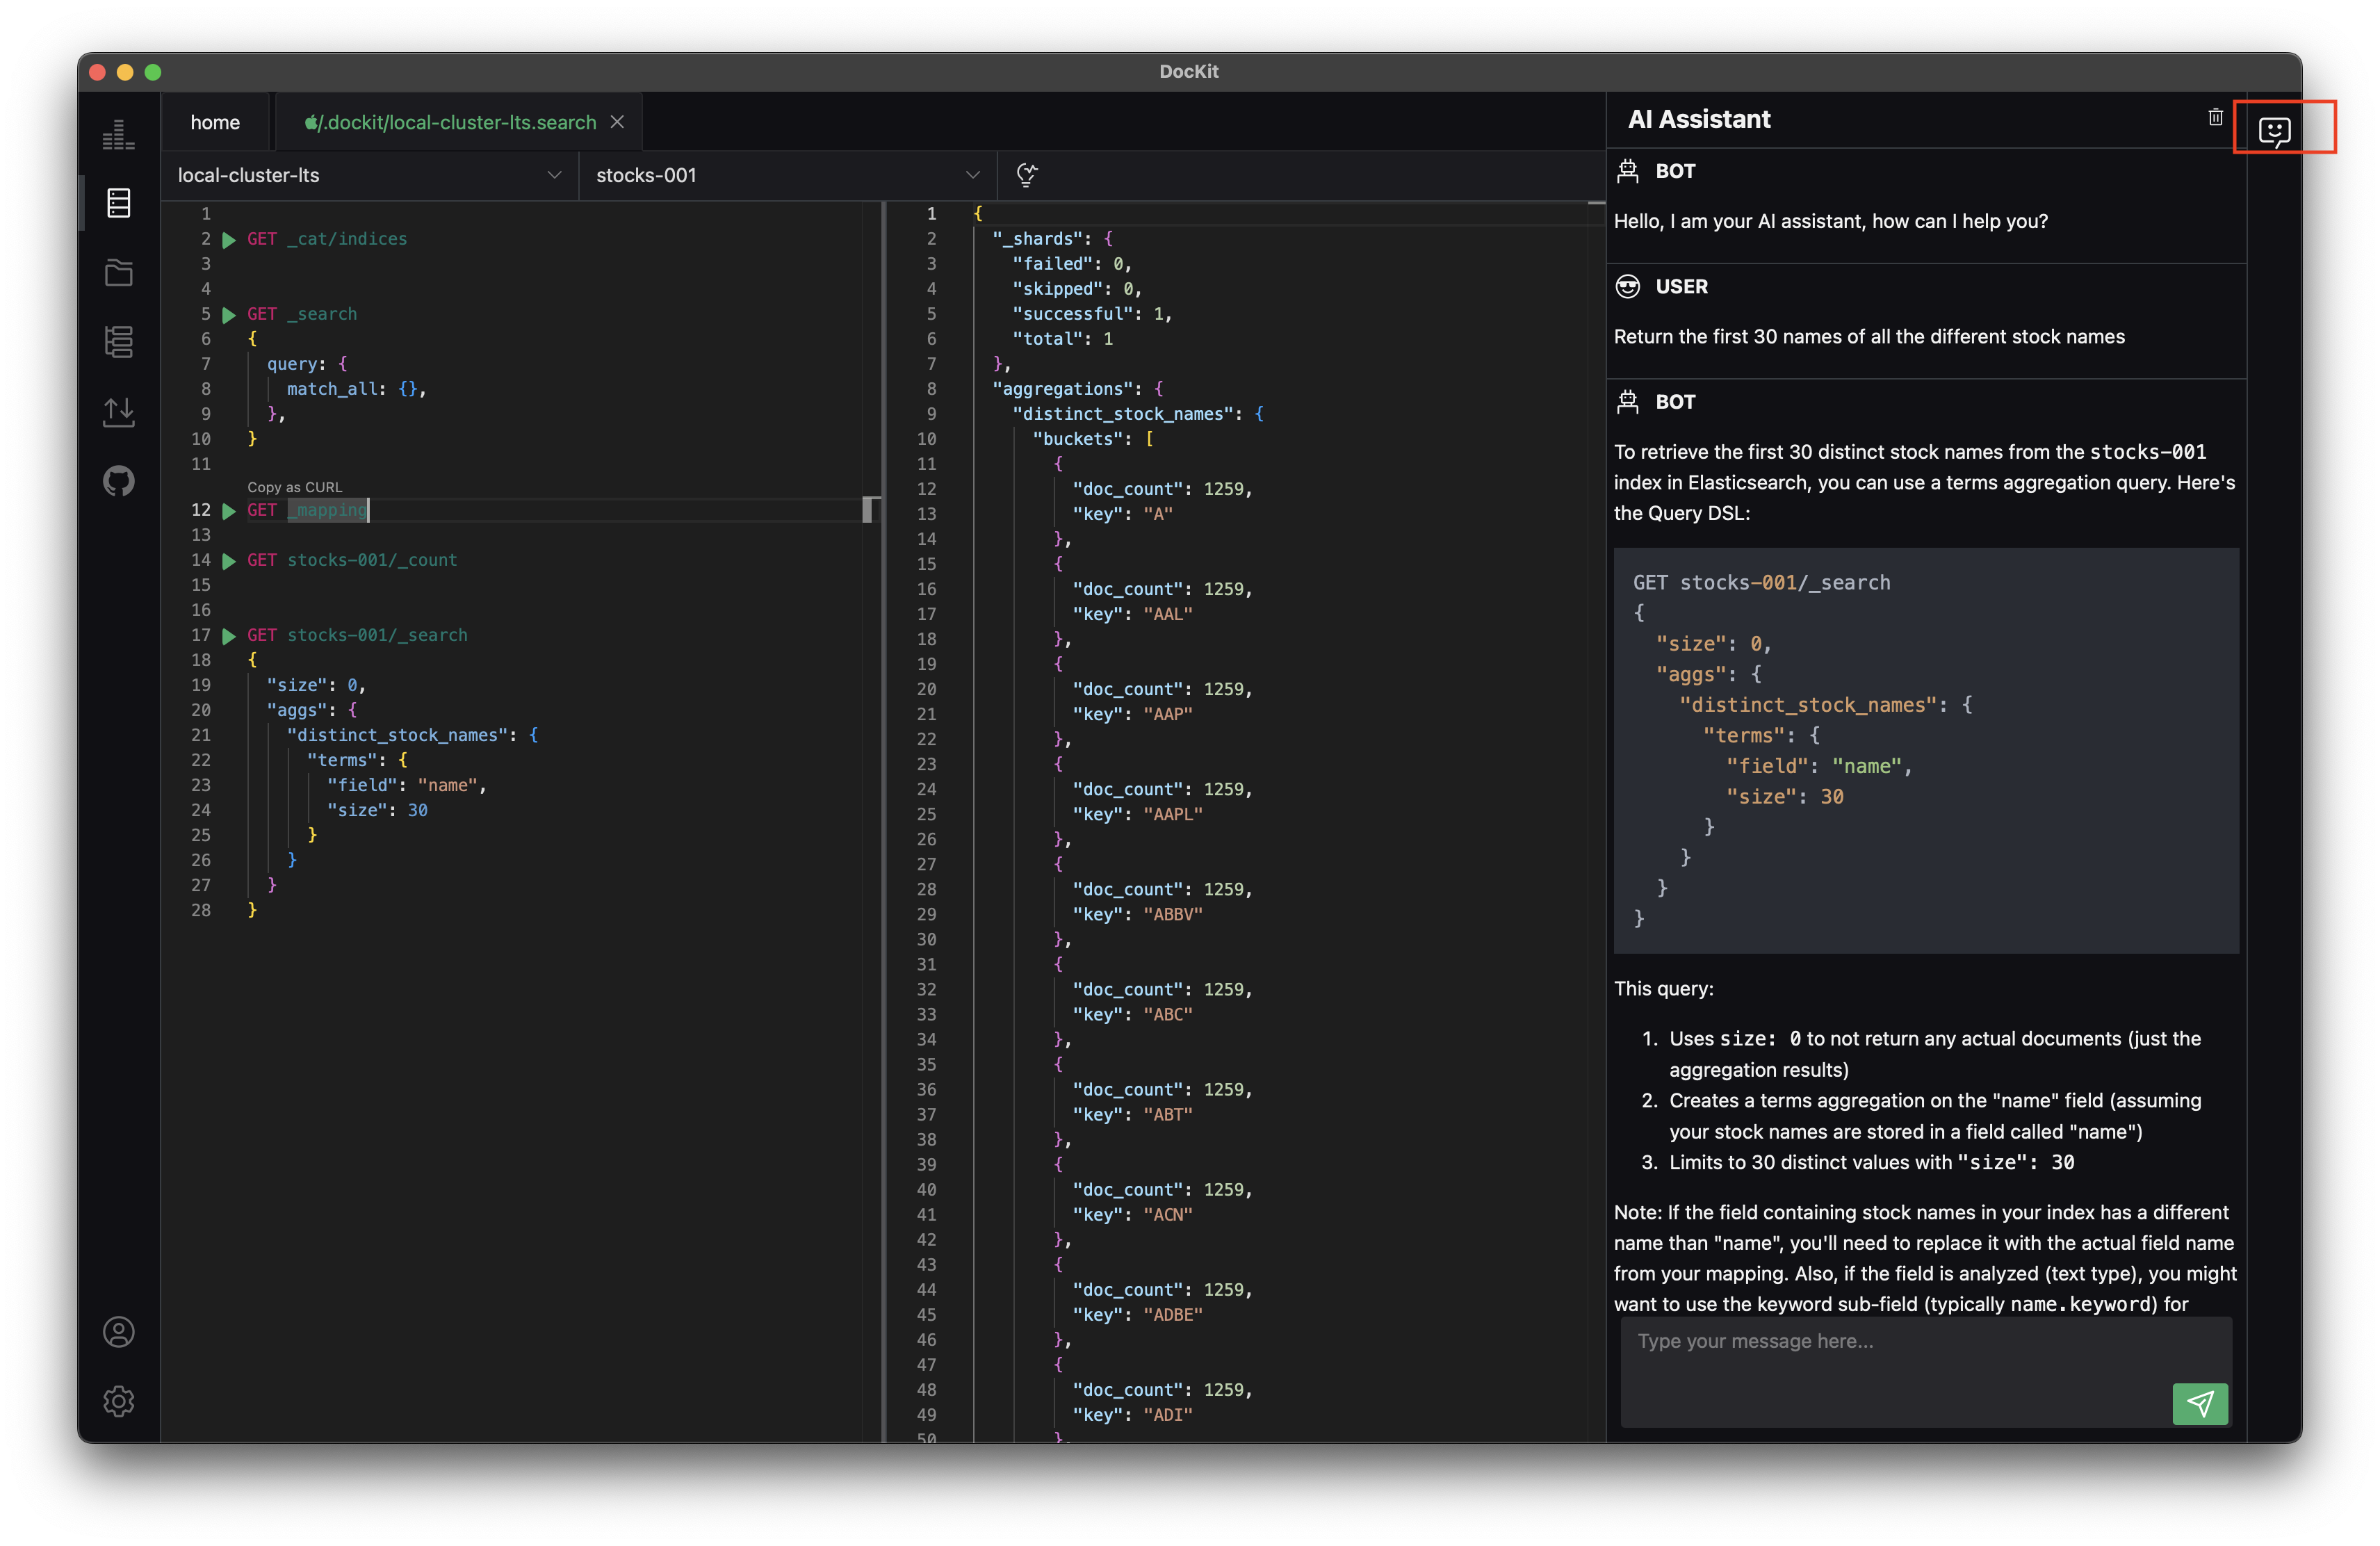 DocKit
home
/.dockit/local-cluster-lts.search
local-cluster-lts
stocks-001
1
2 GET _cat/indices
3
4
5 GET _search
6 {
7 query: {
8 match_all: {},
9 },
10 }
11
Copy as CURL
12 GET _mapping
13
14 GET stocks-001/_count
15
16
17 GET stocks-001/_search
18 {
19 "size": 0,
20 "aggs": {
21 "distinct_stock_names": {
22 "terms": {
23 "field": "name",
24 "size": 30
25 }
26 }
27 }
28 }
1 {
2 "_shards": {
3 "failed": 0,
4 "skipped": 0,
5 "successful": 1,
6 "total": 1
7 },
8 "aggregations": {
9 "distinct_stock_names": {
10 "buckets": [
11 {
12 "doc_count": 1259,
13 "key": "A"
14 },
15 {
16 "doc_count": 1259,
17 "key": "AAL"
18 },
19 {
20 "doc_count": 1259,
21 "key": "AAP"
22 },
23 {
24 "doc_count": 1259,
25 "key": "AAPL"
26 },
27 {
28 "doc_count": 1259,
29 "key": "ABBV"
30 },
31 {
32 "doc_count": 1259,
33 "key": "ABC"
34 },
35 {
36 "doc_count": 1259,
37 "key": "ABT"
38 },
39 {
40 "doc_count": 1259,
41 "key": "ACN"
42 },
43 {
44 "doc_count": 1259,
45 "key": "ADBE"
46 },
47 {
48 "doc_count": 1259,
49 "key": "ADI"
50 },
AI Assistant
BOT
Hello, I am your AI assistant, how can I help you?
USER
Return the first 30 names of all the different stock names
BOT
To retrieve the first 30 distinct stock names from the stocks-001
index in Elasticsearch, you can use a terms aggregation query. Here's
the Query DSL:
GET stocks-001/_search
{
"size": 0,
"aggs": {
"distinct_stock_names": {
"terms": {
"field": "name",
"size": 30
}
}
}
}
This query:
1. Uses size: 0 to not return any actual documents (just the
aggregation results)
2. Creates a terms aggregation on the "name" field (assuming
your stock names are stored in a field called "name")
3. Limits to 30 distinct values with "size": 30
Note: If the field containing stock names in your index has a different
name than "name", you'll need to replace it with the actual field name
from your mapping. Also, if the field is analyzed (text type), you might
want to use the keyword sub-field (typically name.keyword) for
Type your message here...